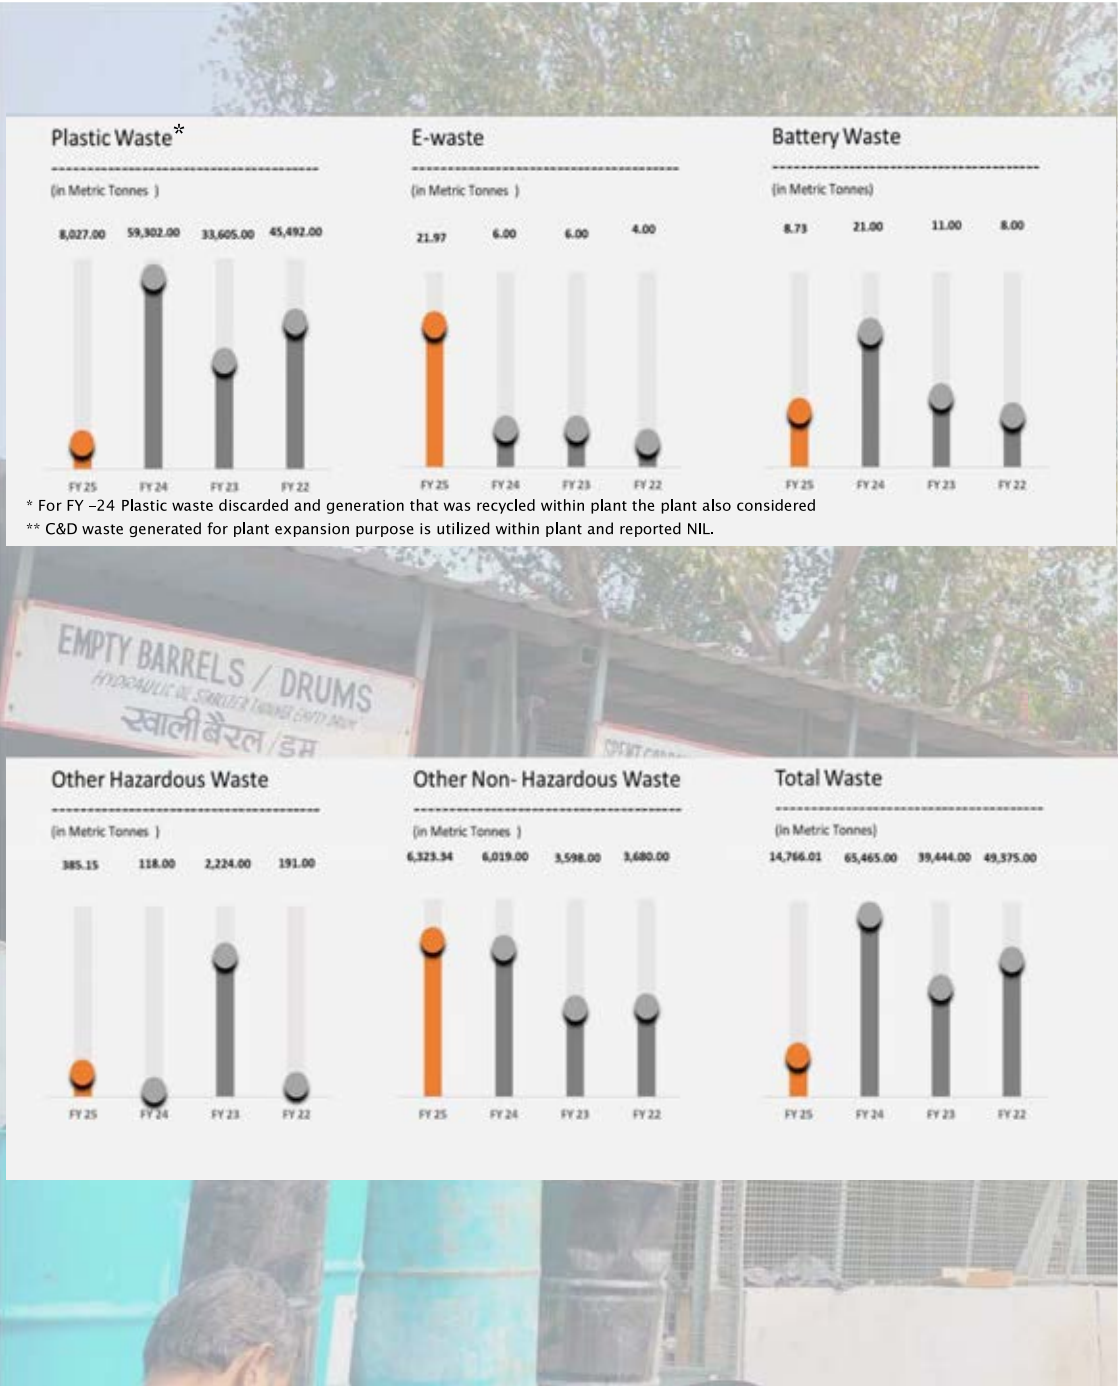 Plastic Waste*
(in Metric Tonnes )
8,027.00 59,302.00 33,605.00 45,492.00
FY 25 FY 24 FY 23 FY 22
E-waste
(in Metric Tonnes )
21.97 6.00 6.00 4.00
FY 25 FY 24 FY 23 FY 22
Battery Waste
(in Metric Tonnes)
8.73 21.00 11.00 8.00
FY 25 FY 24 FY 23 FY 22
* For FY –24 Plastic waste discarded and generation that was recycled within plant the plant also considered
** C&D waste generated for plant expansion purpose is utilized within plant and reported NIL.
EMPTY BARRELS / DRUMS
HYDRAULIC OIL STABILIZER THINNER EMPTY DRUM
खाली बैरल / ड्रम
SPENT
Other Hazardous Waste
(in Metric Tonnes )
385.15 118.00 2,224.00 191.00
FY 25 FY 24 FY 23 FY 22
Other Non- Hazardous Waste
(in Metric Tonnes )
6,323.34 6,019.00 3,598.00 3,680.00
FY 25 FY 24 FY 23 FY 22
Total Waste
(in Metric Tonnes)
14,766.01 65,465.00 39,444.00 49,375.00
FY 25 FY 24 FY 23 FY 22